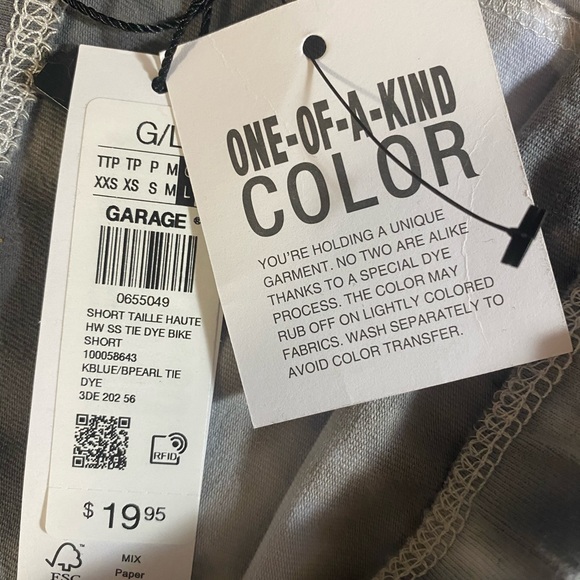 G/L
TTP TP P M
XXS XS S M L
GARAGE
0655049
SHORT TAILLE HAUTE
HW SS TIE DYE BIKE
SHORT
100058643
KBLUE/BPEARL TIE
DYE
3DE 202 56
RFID
$ 19 95
FSC
MIX
Paper
ONE-OF-A-KIND
COLOR
YOU'RE HOLDING A UNIQUE
GARMENT. NO TWO ARE ALIKE
THANKS TO A SPECIAL DYE
PROCESS. THE COLOR MAY
RUB OFF ON LIGHTLY COLORED
FABRICS. WASH SEPARATELY TO
AVOID COLOR TRANSFER.